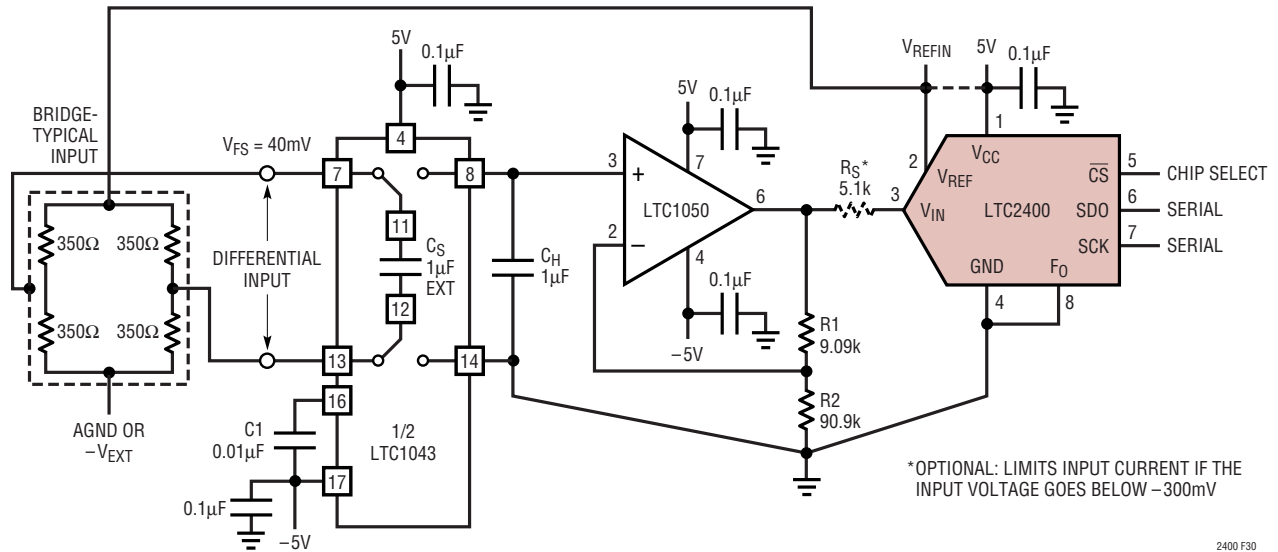 5V
0.1µF
VREFIN
5V
0.1µF
BRIDGE-
TYPICAL
INPUT
VFS = 40mV
4
5V
0.1µF
1
7
8
3
+
7
RS*
5.1k
2
VCC
VREF
CS
5
CHIP SELECT
350Ω
350Ω
11
LTC1050
6
3
VIN
LTC2400
SDO
6
SERIAL
DIFFERENTIAL
INPUT
CS
1µF
EXT
CH
1µF
2
–
SCK
7
SERIAL
350Ω
350Ω
12
4
0.1µF
GND
FO
4
8
13
14
–5V
R1
9.09k
AGND OR
–VEXT
16
C1
0.01µF
1/2
LTC1043
R2
90.9k
17
0.1µF
–5V
*OPTIONAL: LIMITS INPUT CURRENT IF THE
INPUT VOLTAGE GOES BELOW –300mV
2400 F30